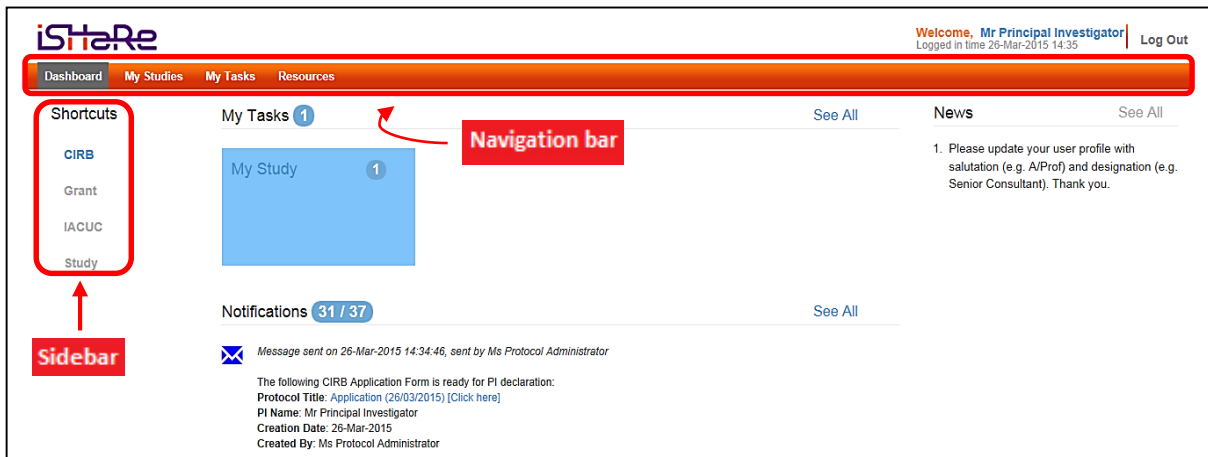 iSHaRe
Welcome, Mr Principal Investigator
Logged in time 26-Mar-2015 14:35
Log Out
Dashboard My Studies My Tasks Resources
Shortcuts
CIRB
Grant
IACUC
Study
Sidebar
My Tasks 1 See All
Navigation bar
My Study 1
Notifications 31 / 37 See All
Message sent on 26-Mar-2015 14:34:46, sent by Ms Protocol Administrator
The following CIRB Application Form is ready for PI declaration:
Protocol Title: Application (26/03/2015) [Click here]
PI Name: Mr Principal Investigator
Creation Date: 26-Mar-2015
Created By: Ms Protocol Administrator
News See All
1. Please update your user profile with
salutation (e.g. A/Prof) and designation (e.g.
Senior Consultant). Thank you.